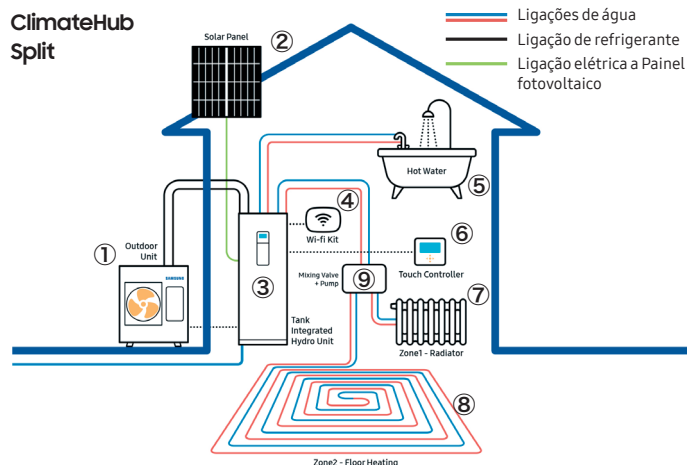 ClimateHub
Split
Ligações de água
Ligação de refrigerante
Ligação elétrica a Painel
fotovoltaico
Solar Panel
②
Hot Water
⑤
④
Wi-fi Kit
⑥
Touch Controller
①
Outdoor
Unit
SAMSUNG
③
Mixing Valve
+ Pump
⑨
⑦
Tank
Integrated
Hydro Unit
Zone1 - Radiator
⑧
Zone2 - Floor Heating